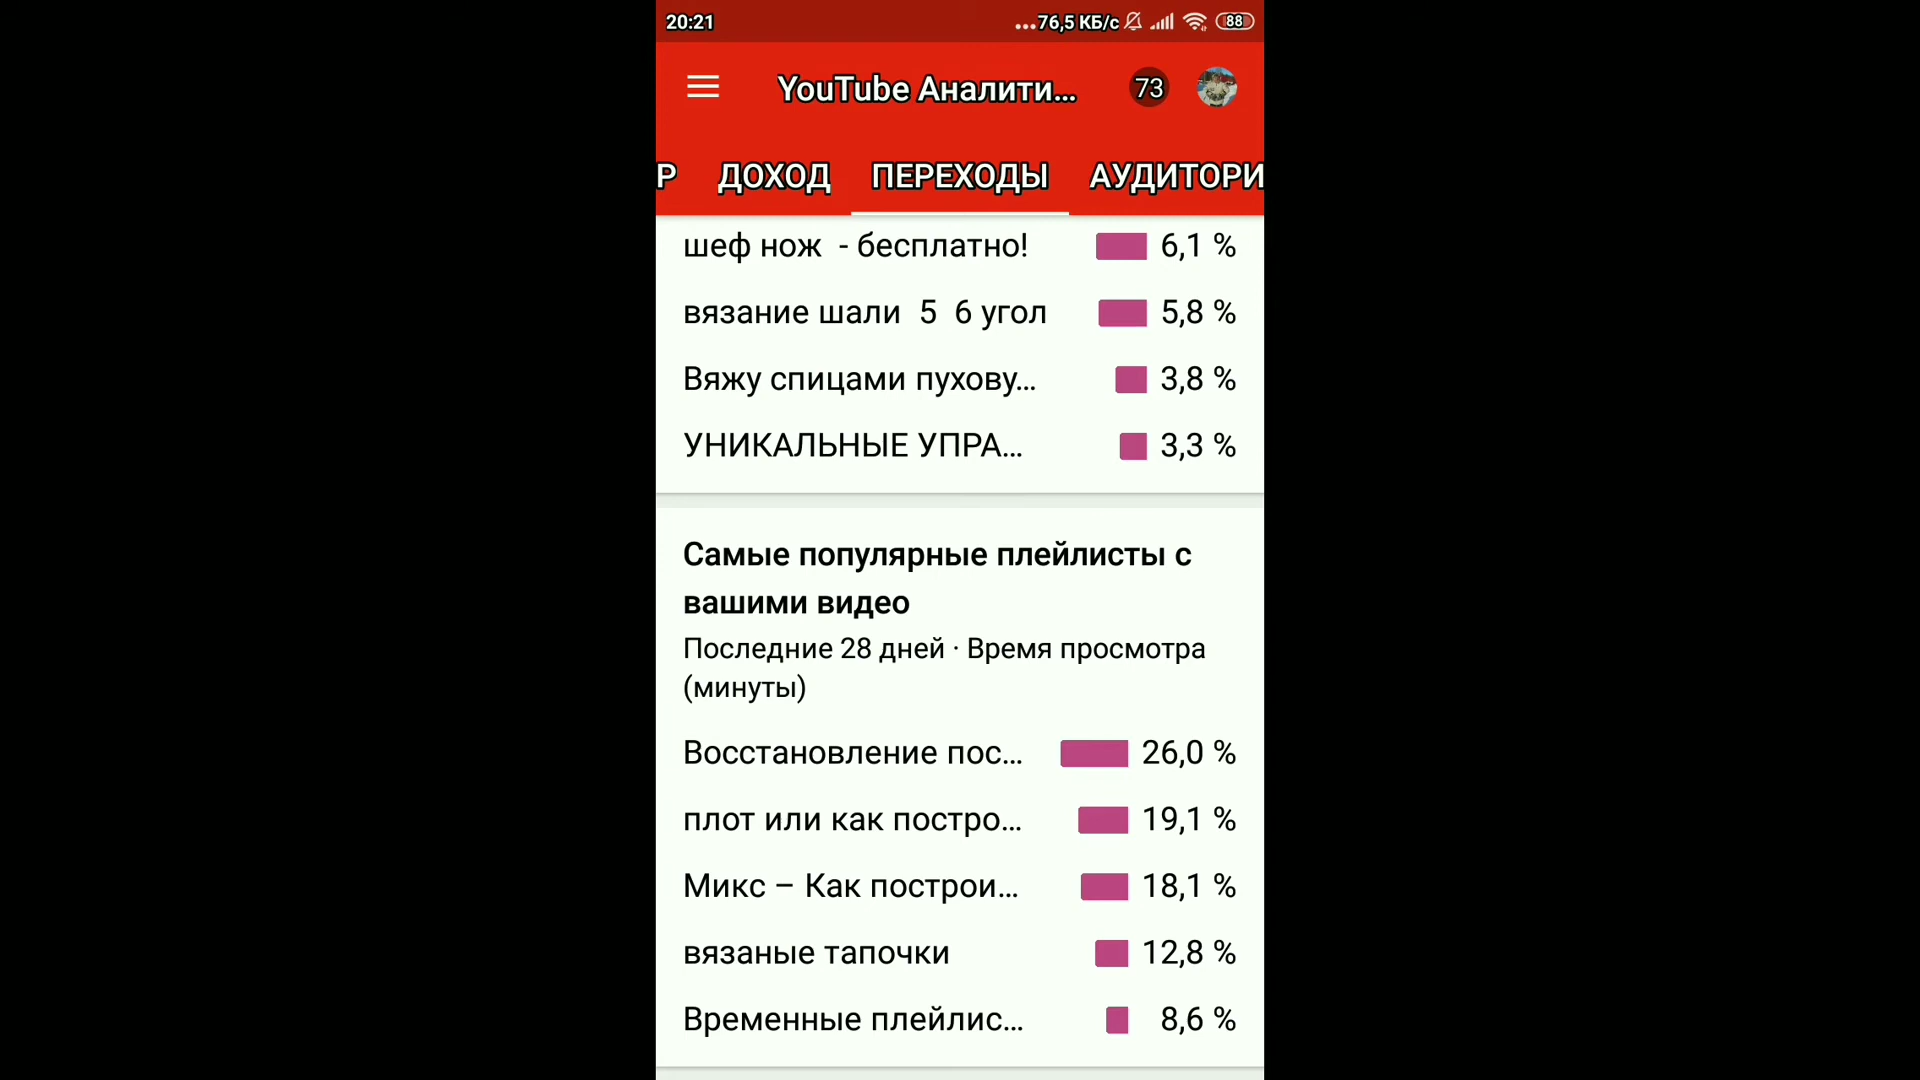 20:21 ...76,5 КБ/с 88
YouTube Аналити... 73
Р ДОХОД ПЕРЕХОДЫ АУДИТОРИ
шеф нож - бесплатно! 6,1 %
вязание шали 5 6 угол 5,8 %
Вяжу спицами пухову... 3,8 %
УНИКАЛЬНЫЕ УПРА... 3,3 %
Самые популярные плейлисты с
вашими видео
Последние 28 дней · Время просмотра
(минуты)
Восстановление пос... 26,0 %
плот или как постро... 19,1 %
Микс – Как построи... 18,1 %
вязаные тапочки 12,8 %
Временные плейлис... 8,6 %